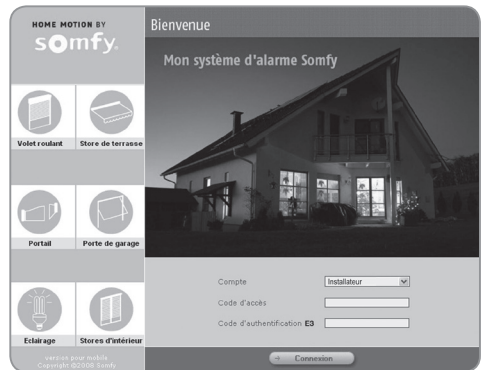 HOME MOTION BY
somfy.
Bienvenue
Mon système d'alarme Somfy
Volet roulant
Store de terrasse
Portail
Porte de garage
Eclairage
Stores d'intérieur
Compte
Installateur
Code d'accès
Code d'authentification E3
Connexion
version pour mobile
Copyright @2008 Somfy